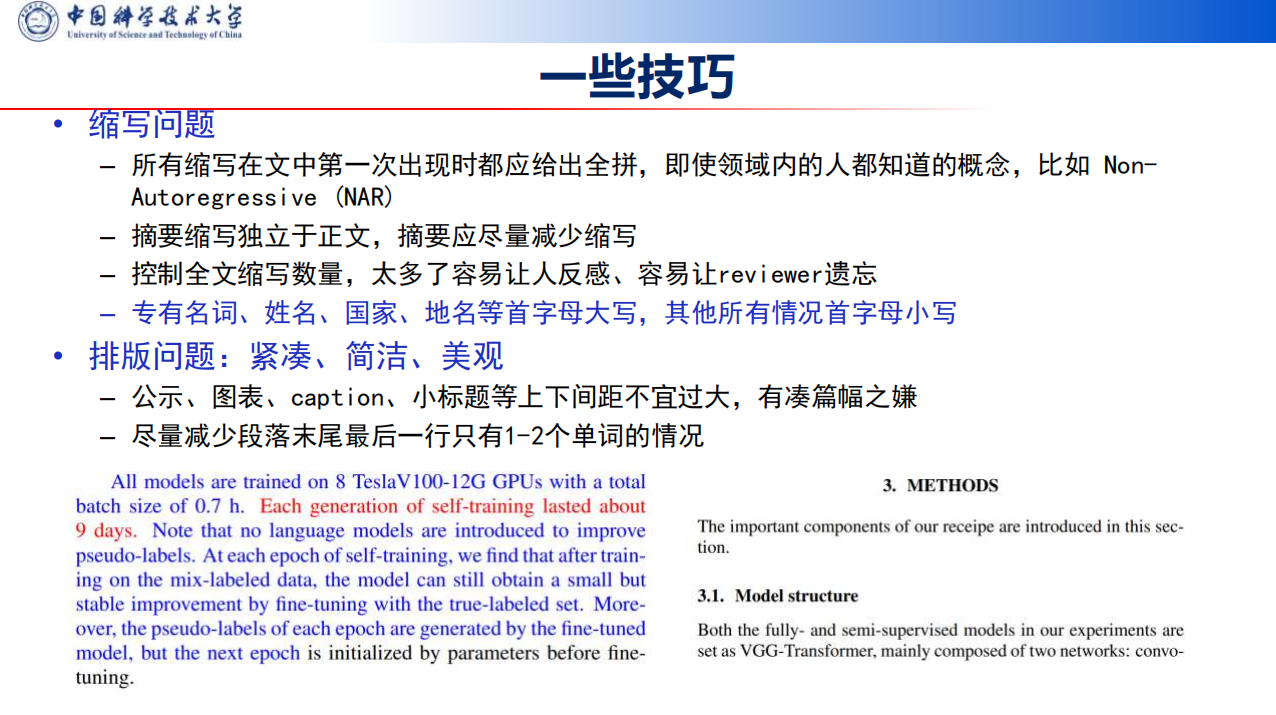 中国科学技术大学
University of Science and Technology of China
一些技巧
• 缩写问题
– 所有缩写在文中第一次出现时都应给出全拼，即使领域内的人都知道的概念，比如 Non-
Autoregressive (NAR)
– 摘要缩写独立于正文，摘要应尽量减少缩写
– 控制全文缩写数量，太多了容易让人反感、容易让reviewer遗忘
– 专有名词、姓名、国家、地名等首字母大写，其他所有情况首字母小写
• 排版问题：紧凑、简洁、美观
– 公示、图表、caption、小标题等上下间距不宜过大，有凑篇幅之嫌
– 尽量减少段落末尾最后一行只有1-2个单词的情况
All models are trained on 8 TeslaV100-12G GPUs with a total
batch size of 0.7 h. Each generation of self-training lasted about
9 days. Note that no language models are introduced to improve
pseudo-labels. At each epoch of self-training, we find that after train-
ing on the mix-labeled data, the model can still obtain a small but
stable improvement by fine-tuning with the true-labeled set. More-
over, the pseudo-labels of each epoch are generated by the fine-tuned
model, but the next epoch is initialized by parameters before fine-
tuning.
3. METHODS
The important components of our receipe are introduced in this sec-
tion.
3.1. Model structure
Both the fully- and semi-supervised models in our experiments are
set as VGG-Transformer, mainly composed of two networks: convo-